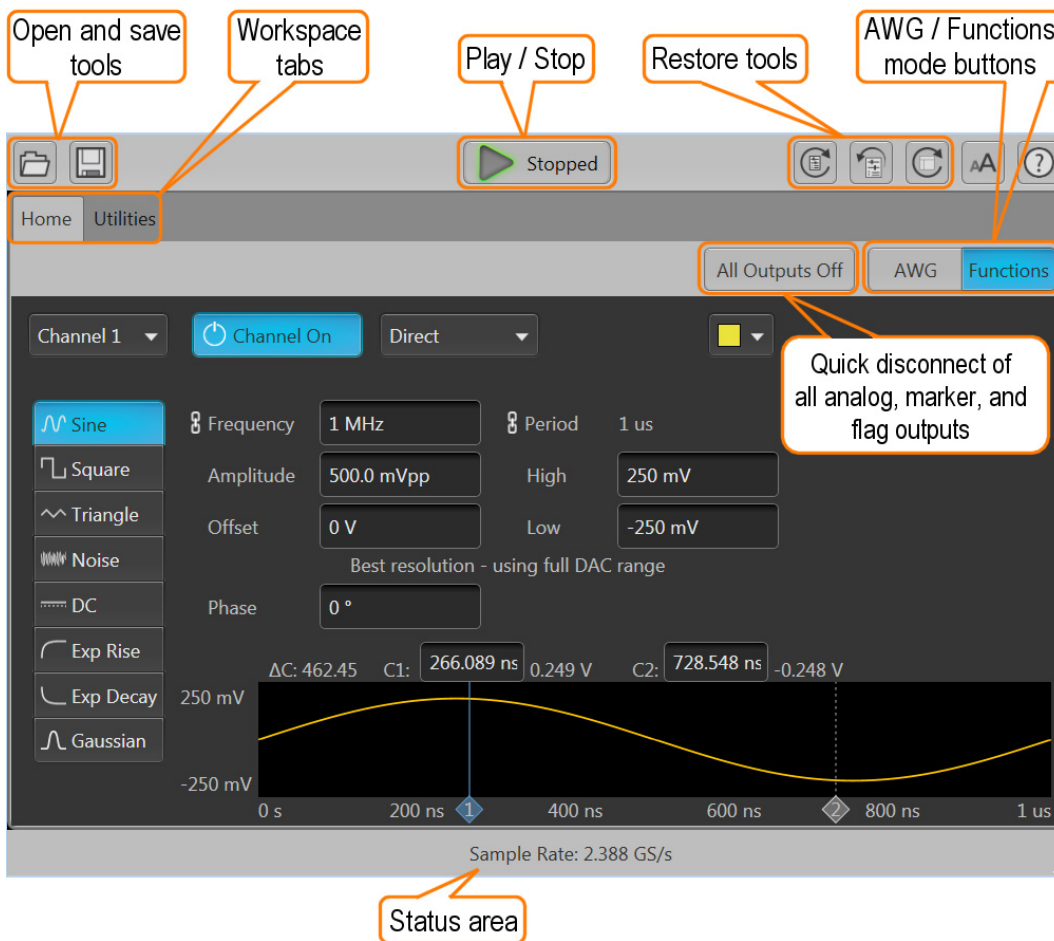 Open and save
tools
Workspace
tabs
Play / Stop
Restore tools
AWG / Functions
mode buttons
Stopped
AA
?
Home
Utilities
All Outputs Off
AWG
Functions
Channel 1
Channel On
Direct
Quick disconnect of
all analog, marker, and
flag outputs
Sine
Square
Triangle
Noise
DC
Exp Rise
Exp Decay
Gaussian
Frequency
1 MHz
Period
1 us
Amplitude
500.0 mVpp
High
250 mV
Offset
0 V
Low
-250 mV
Best resolution - using full DAC range
Phase
0 °
ΔC: 462.45
C1:
266.089 ns
0.249 V
C2:
728.548 ns
-0.248 V
250 mV
-250 mV
0 s
200 ns
1
400 ns
600 ns
2
800 ns
1 us
Sample Rate: 2.388 GS/s
Status area